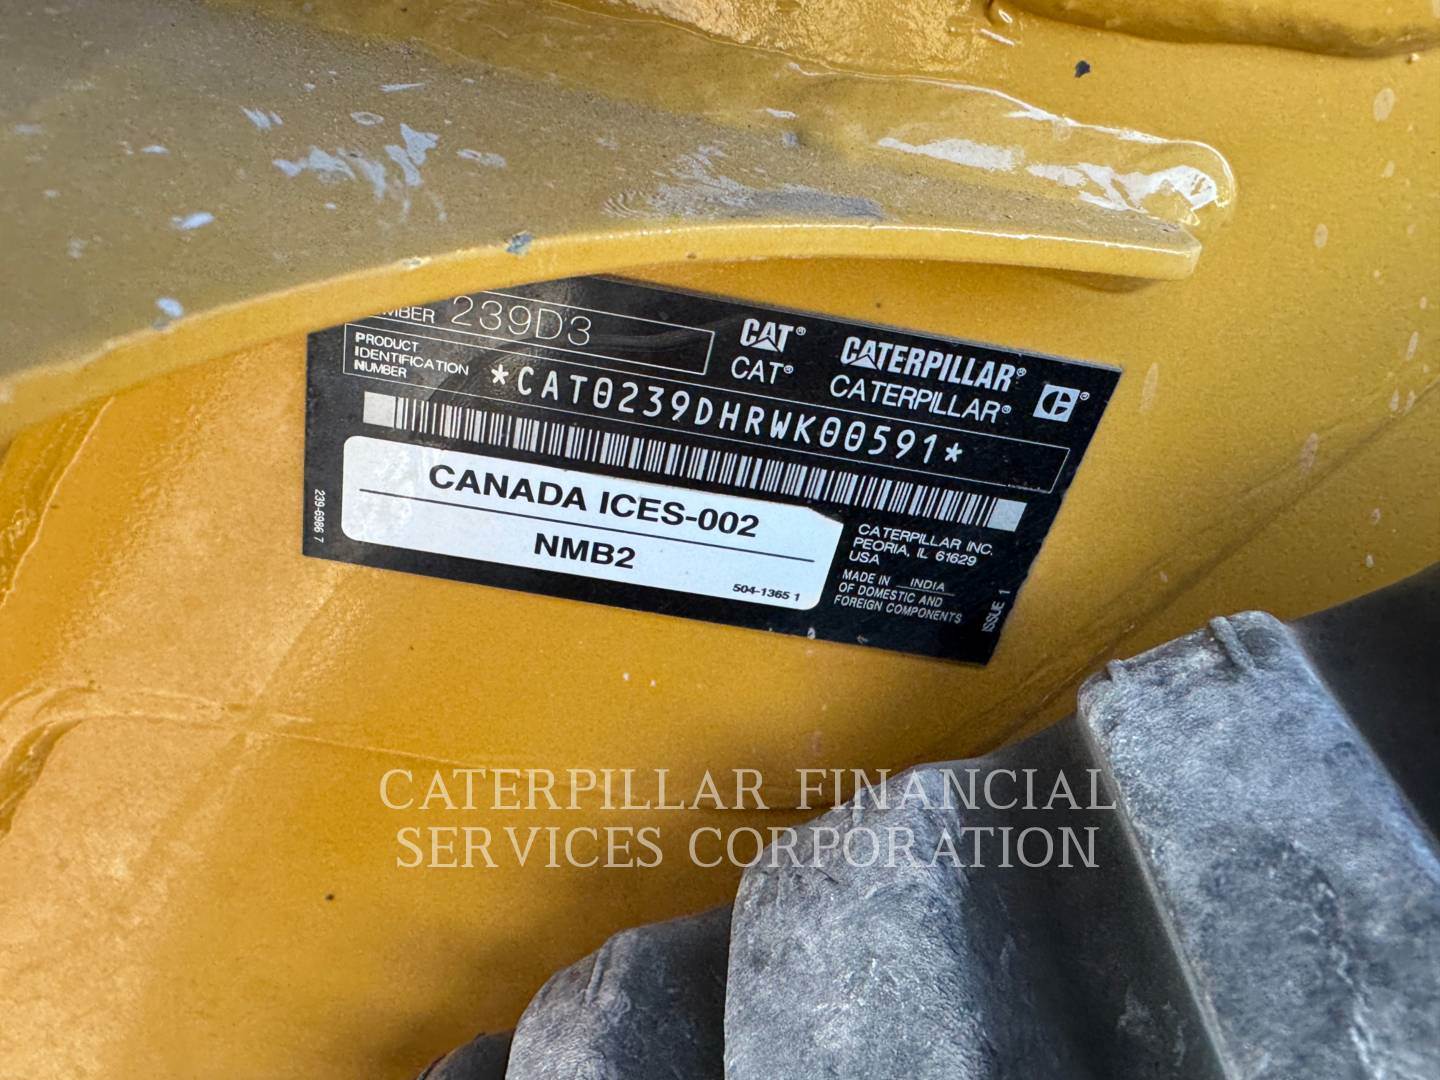 239D3
PRODUCT
IDENTIFICATION
NUMBER
*CAT0239DHRWK00591*
CAT®
CAT®
CATERPILLAR®
CATERPILLAR®
®
CANADA ICES-002
NMB2
504-1365 1
239-6986 7
CATERPILLAR INC.
PEORIA, IL 61629
USA
MADE IN INDIA
OF DOMESTIC AND
FOREIGN COMPONENTS
ISSUE 1
CATERPILLAR FINANCIAL
SERVICES CORPORATION